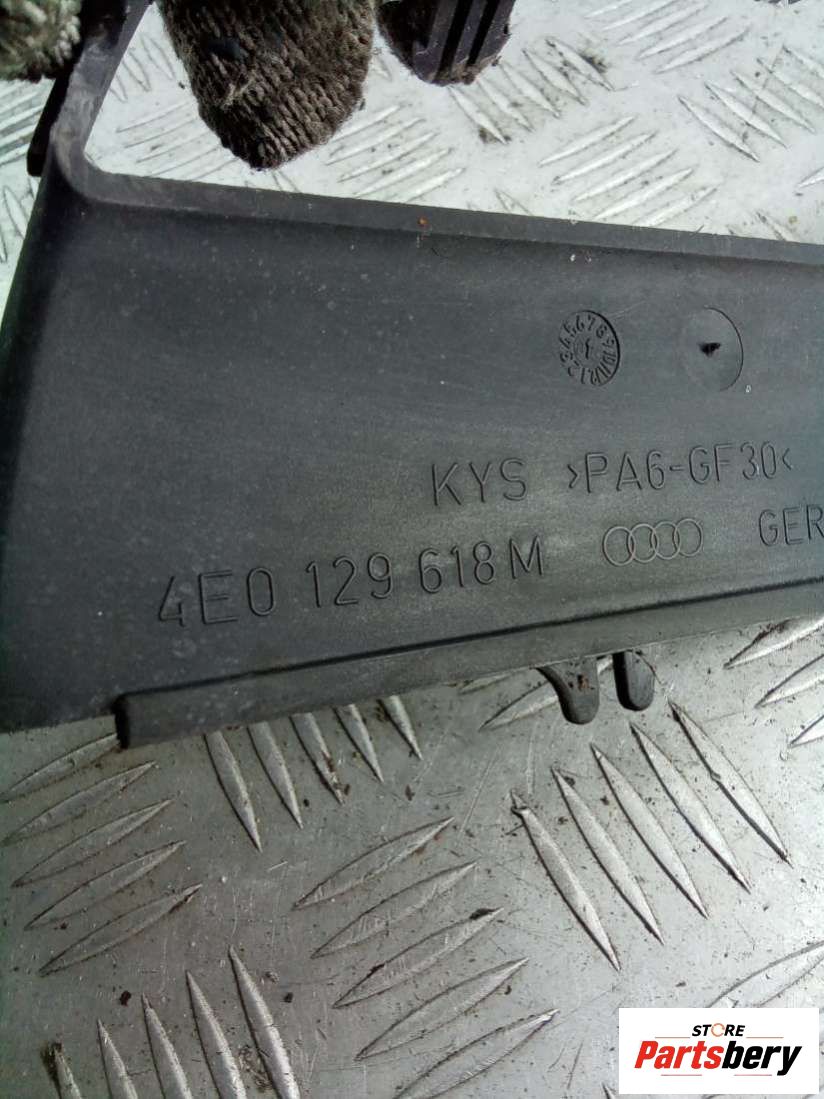 KYS >PA6-GF30<
4E0 129 618 M GER
STORE
Partsbery